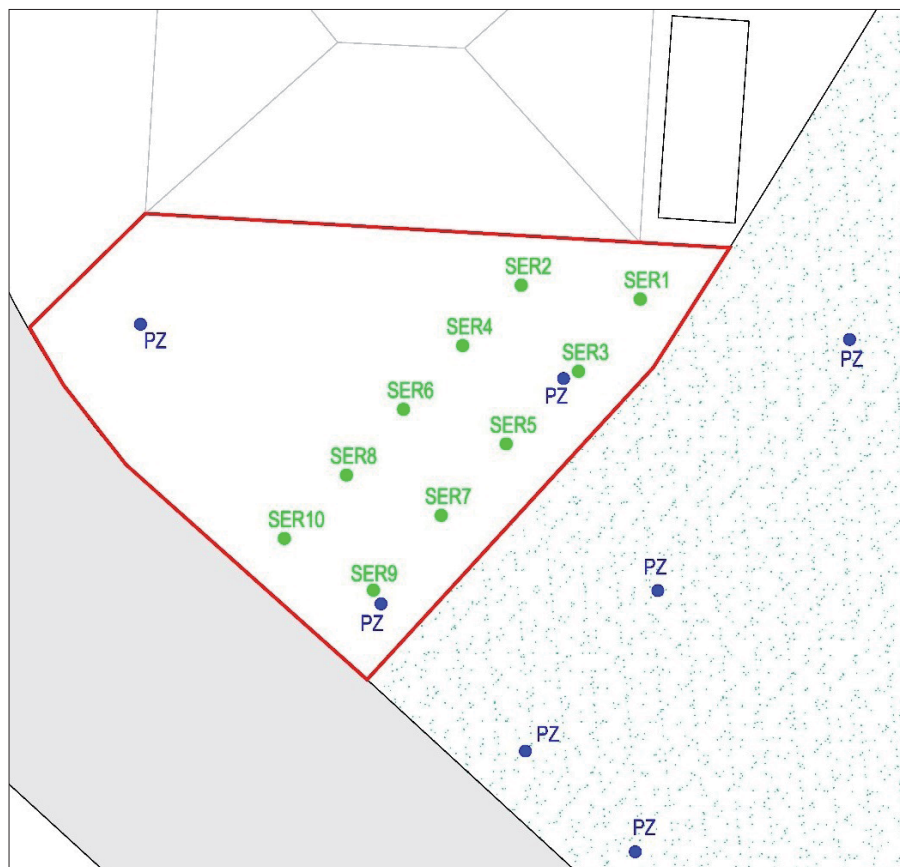 SER2
SER1
SER4
PZ
SER3
PZ
PZ
SER6
SER5
SER8
SER7
SER10
PZ
SER9
PZ
PZ
PZ